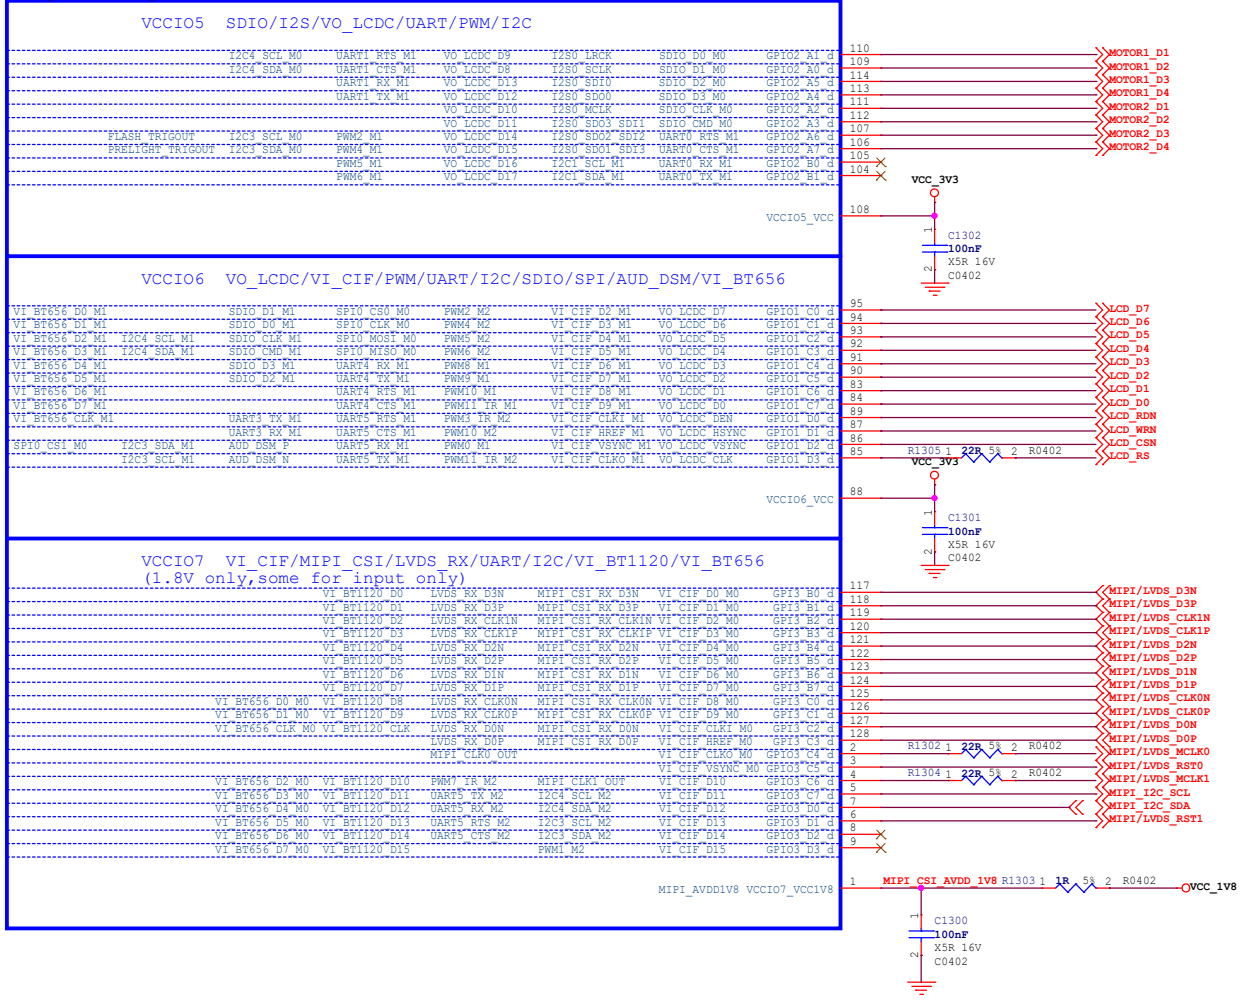 VCCIO5 SDIO/I2S/VO_LCDC/UART/PWM/I2C
I2C4_SCL_M0 UART1_RTS_M1 VO_LCDC_D9 I2S0_LRCK SDIO_D0_M0 GPIO2_A1_d 110 MOTOR1_D1
I2C4_SDA_M0 UART1_CTS_M1 VO_LCDC_D8 I2S0_SCLK SDIO_D1_M0 GPIO2_A0_d 109 MOTOR1_D2
UART1_RX_M1 VO_LCDC_D13 I2S0_SDI0 SDIO_D2_M0 GPIO2_A5_d 114 MOTOR1_D3
UART1_TX_M1 VO_LCDC_D12 I2S0_SDO0 SDIO_D3_M0 GPIO2_A4_d 113 MOTOR1_D4
VO_LCDC_D10 I2S0_MCLK SDIO_CLK_M0 GPIO2_A2_d 111 MOTOR2_D1
VO_LCDC_D11 I2S0_SDO3_SDI1 SDIO_CMD_M0 GPIO2_A3_d 112 MOTOR2_D2
FLASH_TRIGOUT I2C3_SCL_M0 PWM2_M1 VO_LCDC_D14 I2S0_SDO2_SDI2 UART0_RTS_M1 GPIO2_A6_d 107 MOTOR2_D3
PRELIGHT_TRIGOUT I2C3_SDA_M0 PWM4_M1 VO_LCDC_D15 I2S0_SDO1_SDI3 UART0_CTS_M1 GPIO2_A7_d 106 MOTOR2_D4
PWM5_M1 VO_LCDC_D16 I2C1_SCL_M1 UART0_RX_M1 GPIO2_B0_d 105
PWM6_M1 VO_LCDC_D17 I2C1_SDA_M1 UART0_TX_M1 GPIO2_B1_d 104
VCC_3V3
VCCIO5_VCC 108
1 C1302
100nF
X5R 16V
2 C0402
VCCIO6 VO_LCDC/VI_CIF/PWM/UART/I2C/SDIO/SPI/AUD_DSM/VI_BT656
VI_BT656_D0_M1 SDIO_D1_M1 SPI0_CS0_M0 PWM2_M2 VI_CIF_D2_M1 VO_LCDC_D7 GPIO1_C0_d 95 LCD_D7
VI_BT656_D1_M1 SDIO_D0_M1 SPI0_CLK_M0 PWM4_M2 VI_CIF_D3_M1 VO_LCDC_D6 GPIO1_C1_d 94 LCD_D6
VI_BT656_D2_M1 I2C4_SCL_M1 SDIO_CLK_M1 SPI0_MOSI_M0 PWM5_M2 VI_CIF_D4_M1 VO_LCDC_D5 GPIO1_C2_d 93 LCD_D5
VI_BT656_D3_M1 I2C4_SDA_M1 SDIO_CMD_M1 SPI0_MISO_M0 PWM6_M2 VI_CIF_D5_M1 VO_LCDC_D4 GPIO1_C3_d 92 LCD_D4
VI_BT656_D4_M1 SDIO_D3_M1 UART4_RX_M1 PWM8_M1 VI_CIF_D6_M1 VO_LCDC_D3 GPIO1_C4_d 91 LCD_D3
VI_BT656_D5_M1 SDIO_D2_M1 UART4_TX_M1 PWM9_M1 VI_CIF_D7_M1 VO_LCDC_D2 GPIO1_C5_d 90 LCD_D2
VI_BT656_D6_M1 UART4_RTS_M1 PWM10_M1 VI_CIF_D8_M1 VO_LCDC_D1 GPIO1_C6_d 83 LCD_D1
VI_BT656_D7_M1 UART4_CTS_M1 PWM11_IR_M1 VI_CIF_D9_M1 VO_LCDC_D0 GPIO1_C7_d 84 LCD_D0
VI_BT656_CLK_M1 UART3_TX_M1 UART5_RTS_M1 PWM3_IR_M2 VI_CIF_CLKI_M1 VO_LCDC_DEN GPIO1_D0_d 89 LCD_RDN
UART3_RX_M1 UART5_CTS_M1 PWM10_M2 VI_CIF_HREF_M1 VO_LCDC_HSYNC GPIO1_D1_d 87 LCD_WRN
SPI0_CS1_M0 I2C3_SDA_M1 AUD_DSM_P UART5_RX_M1 PWM0_M1 VI_CIF_VSYNC_M1 VO_LCDC_VSYNC GPIO1_D2_d 86 LCD_CSN
I2C3_SCL_M1 AUD_DSM_N UART5_TX_M1 PWM11_IR_M2 VI_CIF_CLKO_M1 VO_LCDC_CLK GPIO1_D3_d 85 R1305 1 22R 5% 2 R0402 LCD_RS
VCC_3V3
VCCIO6_VCC 88
1 C1301
100nF
X5R 16V
2 C0402
VCCIO7 VI_CIF/MIPI_CSI/LVDS_RX/UART/I2C/VI_BT1120/VI_BT656
(1.8V only,some for input only)
VI_BT1120_D0 LVDS_RX_D3N MIPI_CSI_RX_D3N VI_CIF_D0_M0 GPI3_B0_d 117 MIPI/LVDS_D3N
VI_BT1120_D1 LVDS_RX_D3P MIPI_CSI_RX_D3P VI_CIF_D1_M0 GPI3_B1_d 118 MIPI/LVDS_D3P
VI_BT1120_D2 LVDS_RX_CLK1N MIPI_CSI_RX_CLK1N VI_CIF_D2_M0 GPI3_B2_d 119 MIPI/LVDS_CLK1N
VI_BT1120_D3 LVDS_RX_CLK1P MIPI_CSI_RX_CLK1P VI_CIF_D3_M0 GPI3_B3_d 120 MIPI/LVDS_CLK1P
VI_BT1120_D4 LVDS_RX_D2N MIPI_CSI_RX_D2N VI_CIF_D4_M0 GPI3_B4_d 121 MIPI/LVDS_D2N
VI_BT1120_D5 LVDS_RX_D2P MIPI_CSI_RX_D2P VI_CIF_D5_M0 GPI3_B5_d 122 MIPI/LVDS_D2P
VI_BT1120_D6 LVDS_RX_D1N MIPI_CSI_RX_D1N VI_CIF_D6_M0 GPI3_B6_d 123 MIPI/LVDS_D1N
VI_BT1120_D7 LVDS_RX_D1P MIPI_CSI_RX_D1P VI_CIF_D7_M0 GPI3_B7_d 124 MIPI/LVDS_D1P
VI_BT656_D0_M0 VI_BT1120_D8 LVDS_RX_CLK0N MIPI_CSI_RX_CLK0N VI_CIF_D8_M0 GPI3_C0_d 125 MIPI/LVDS_CLK0N
VI_BT656_D1_M0 VI_BT1120_D9 LVDS_RX_CLK0P MIPI_CSI_RX_CLK0P VI_CIF_D9_M0 GPI3_C1_d 126 MIPI/LVDS_CLK0P
VI_BT656_CLK_M0 VI_BT1120_CLK LVDS_RX_D0N MIPI_CSI_RX_D0N VI_CIF_CLKI_M0 GPI3_C2_d 127 MIPI/LVDS_D0N
LVDS_RX_D0P MIPI_CSI_RX_D0P VI_CIF_HREF_M0 GPI3_C3_d 128 MIPI/LVDS_D0P
MIPI_CLK0_OUT VI_CIF_CLKO_M0 GPIO3_C4_d 2 R1302 1 22R 5% 2 R0402 MIPI/LVDS_MCLK0
VI_CIF_VSYNC_M0 GPIO3_C5_d 3 MIPI/LVDS_RST0
VI_BT656_D2_M0 VI_BT1120_D10 PWM7_IR_M2 MIPI_CLK1_OUT VI_CIF_D10 GPIO3_C6_d 4 R1304 1 22R 5% 2 R0402 MIPI/LVDS_MCLK1
VI_BT656_D3_M0 VI_BT1120_D11 UART5_TX_M2 I2C4_SCL_M2 VI_CIF_D11 GPIO3_C7_d 5 MIPI_I2C_SCL
VI_BT656_D4_M0 VI_BT1120_D12 UART5_RX_M2 I2C4_SDA_M2 VI_CIF_D12 GPIO3_D0_d 7 MIPI_I2C_SDA
VI_BT656_D5_M0 VI_BT1120_D13 UART5_RTS_M2 I2C3_SCL_M2 VI_CIF_D13 GPIO3_D1_d 6 MIPI/LVDS_RST1
VI_BT656_D6_M0 VI_BT1120_D14 UART5_CTS_M2 I2C3_SDA_M2 VI_CIF_D14 GPIO3_D2_d 8
VI_BT656_D7_M0 VI_BT1120_D15 PWM1_M2 VI_CIF_D15 GPIO3_D3_d 9
MIPI_AVDD1V8 VCCIO7_VCC1V8 1 MIPI_CSI_AVDD_1V8 R1303 1 1R 5% 2 R0402 VCC_1V8
1 C1300
100nF
X5R 16V
2 C0402